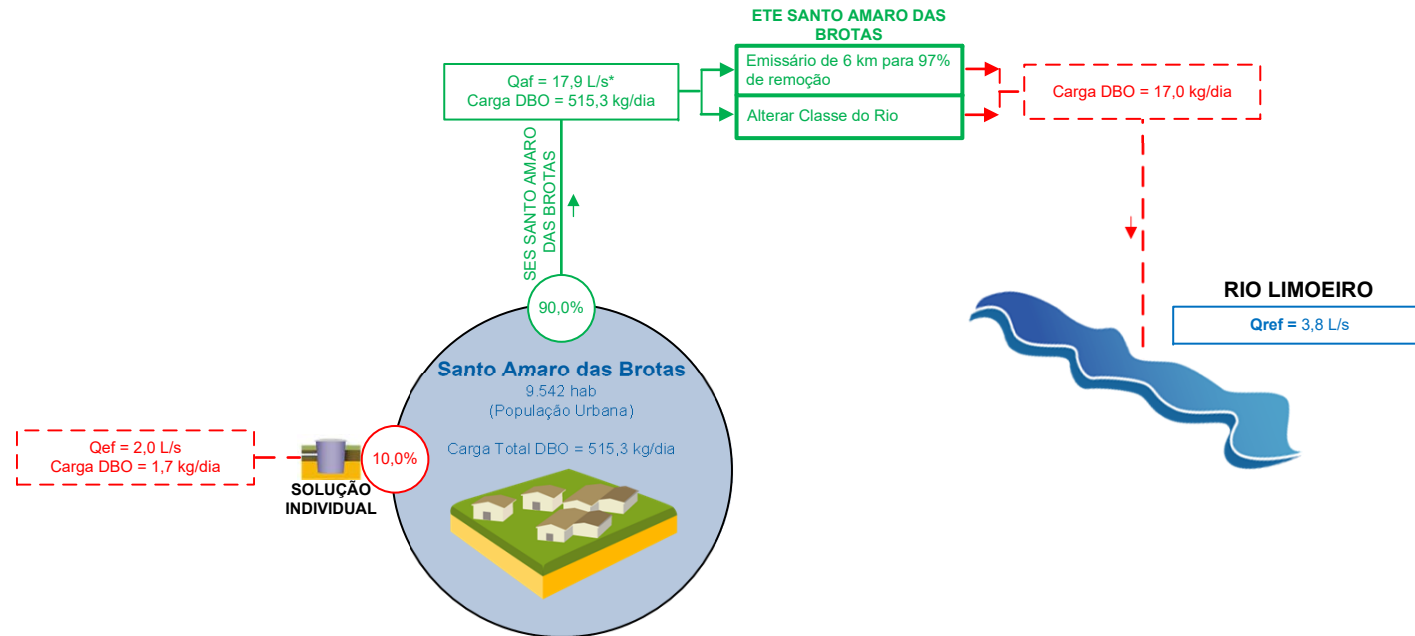 ETE SANTO AMARO DAS
BROTAS
Emissário de 6 km para 97%
de remoção
Alterar Classe do Rio
Qaf = 17,9 L/s*
Carga DBO = 515,3 kg/dia
Carga DBO = 17,0 kg/dia
SES SANTO AMARO
DAS BROTAS
90,0%
RIO LIMOEIRO
Qref = 3,8 L/s
Santo Amaro das Brotas
9.542 hab
(População Urbana)
Carga Total DBO = 515,3 kg/dia
10,0%
Qef = 2,0 L/s
Carga DBO = 1,7 kg/dia
SOLUÇÃO
INDIVIDUAL